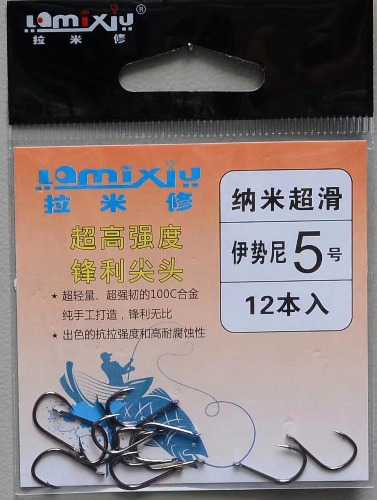 Lamixiu®
拉米修
Lamixiu
拉米修
超高强度
锋利尖头
★ 超轻量、超强韧的100C合金
纯手工打造，锋利无比
★ 出色的抗拉强度和高耐腐蚀性
纳米超滑
伊势尼 5号
12本入